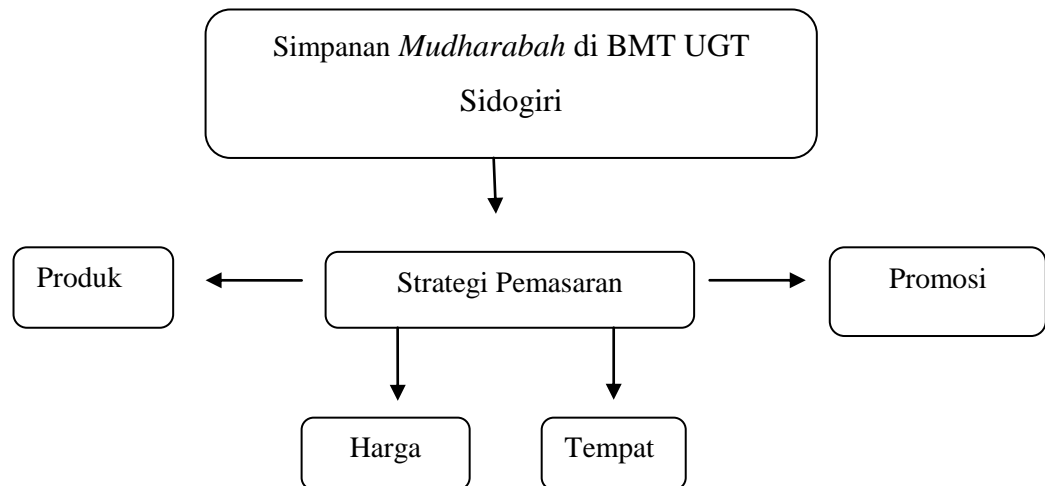 Simpanan Mudharabah di BMT UGT
Sidogiri
Produk
Strategi Pemasaran
Promosi
Harga
Tempat